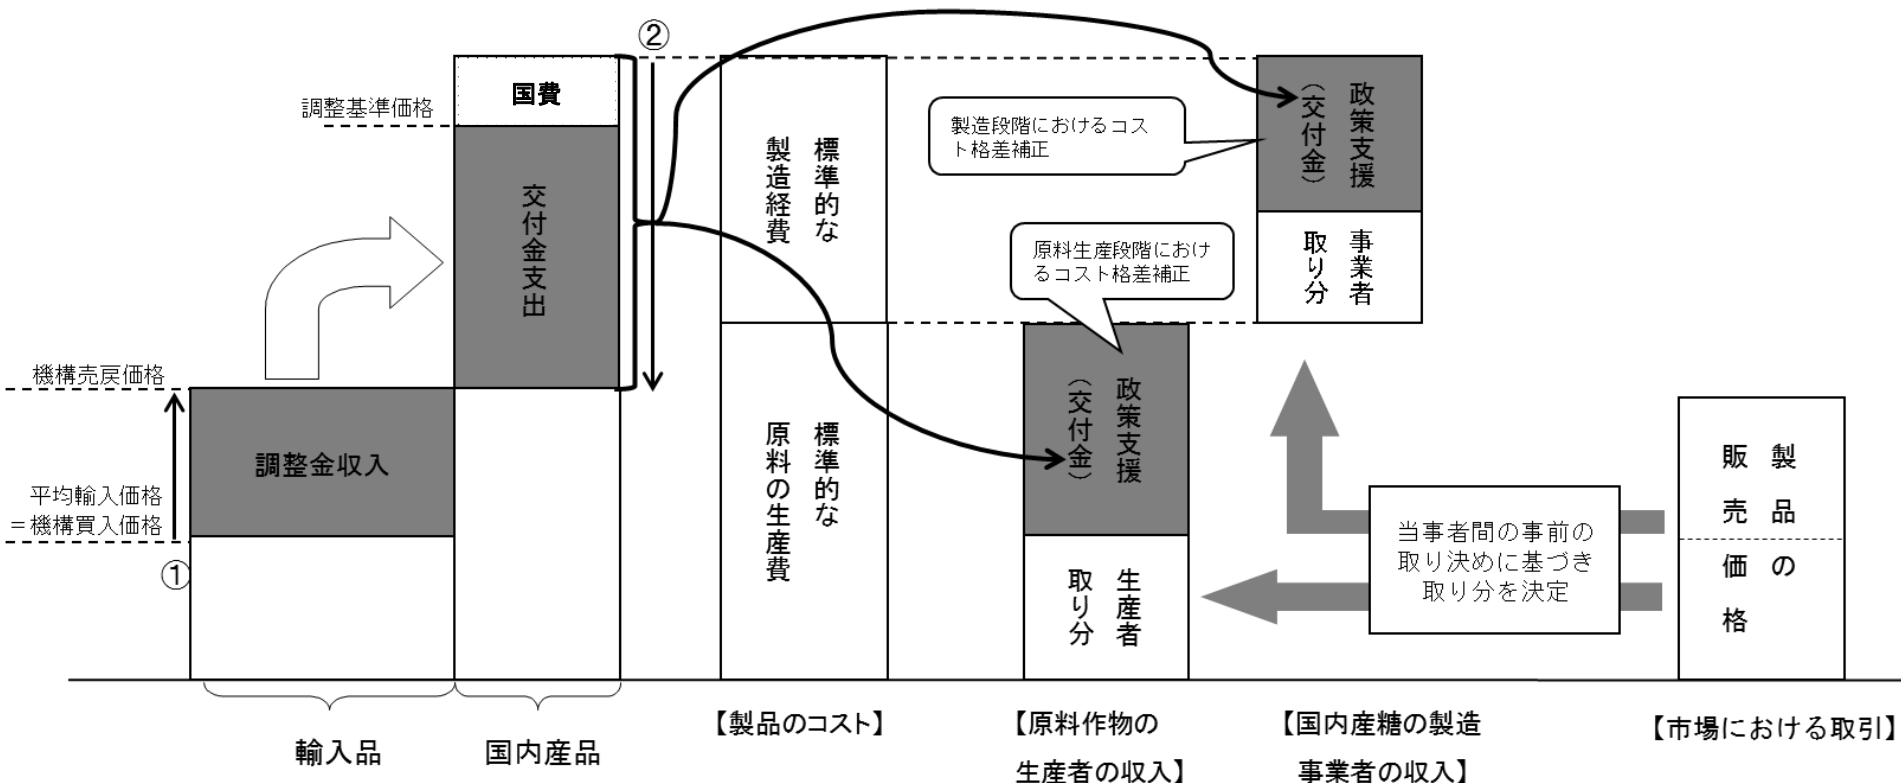 ②
国費
調整基準価格
交付金支出
機構売戻価格
調整金収入
平均輸入価格
＝機構買入価格
①
輸入品
国内産品
標準的な
製造経費
標準的な
原料の生産費
【製品のコスト】
製造段階におけるコス
ト格差補正
原料生産段階におけ
るコスト格差補正
政策支援
（交付金）
生産者
取り分
【原料作物の
生産者の収入】
政策支援
（交付金）
事業者
取り分
【国内産糖の製造
事業者の収入】
当事者間の事前の
取り決めに基づき
取り分を決定
製品の
販売価格
【市場における取引】